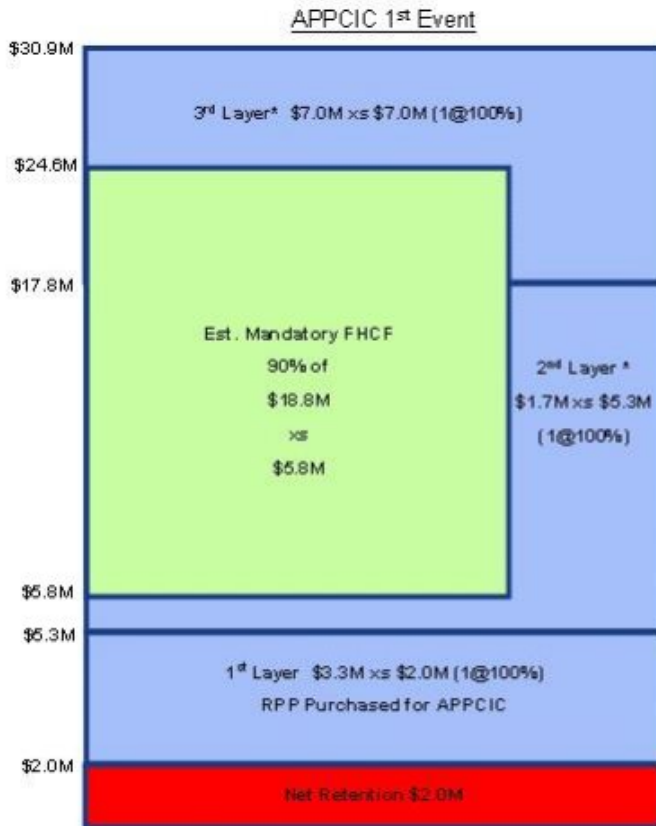 APPCIC 1st Event
$30.9M
3rd Layer* $7.0M xs $7.0M (1@100%)
$24.6M
$17.8M
Est. Mandatory FHCF
90% of
$18.8M
xs
$5.8M
2nd Layer *
$1.7M xs $5.3M
(1@100%)
$5.8M
$5.3M
1st Layer $3.3M xs $2.0M (1@100%)
RPP Purchased for APPCIC
$2.0M
Net Retention $2.0M